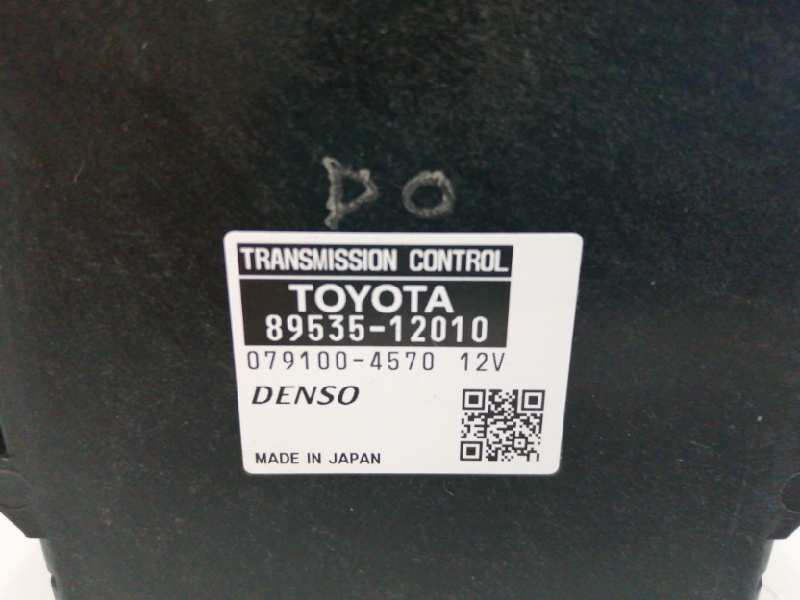 DO
TRANSMISSION CONTROL
TOYOTA
89535-12010
079100-4570 12V
DENSO
MADE IN JAPAN